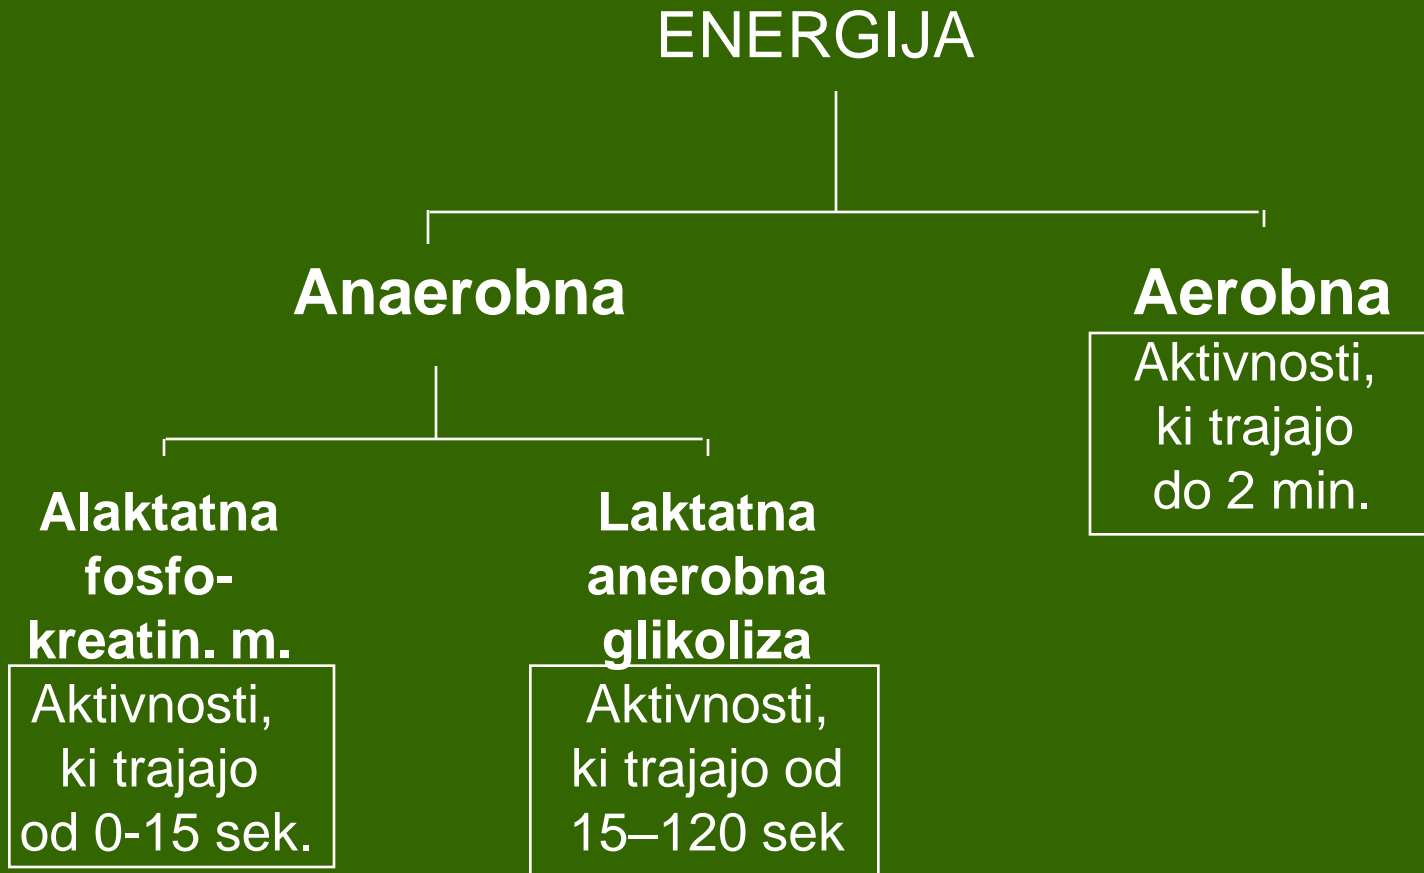 ENERGIJA
Anaerobna
Aerobna
Aktivnosti,
ki trajajo
do 2 min.
Alaktatna
fosfo-
kreatin. m.
Aktivnosti,
ki trajajo
od 0-15 sek.
Laktatna
anerobna
glikoliza
Aktivnosti,
ki trajajo od
15–120 sek